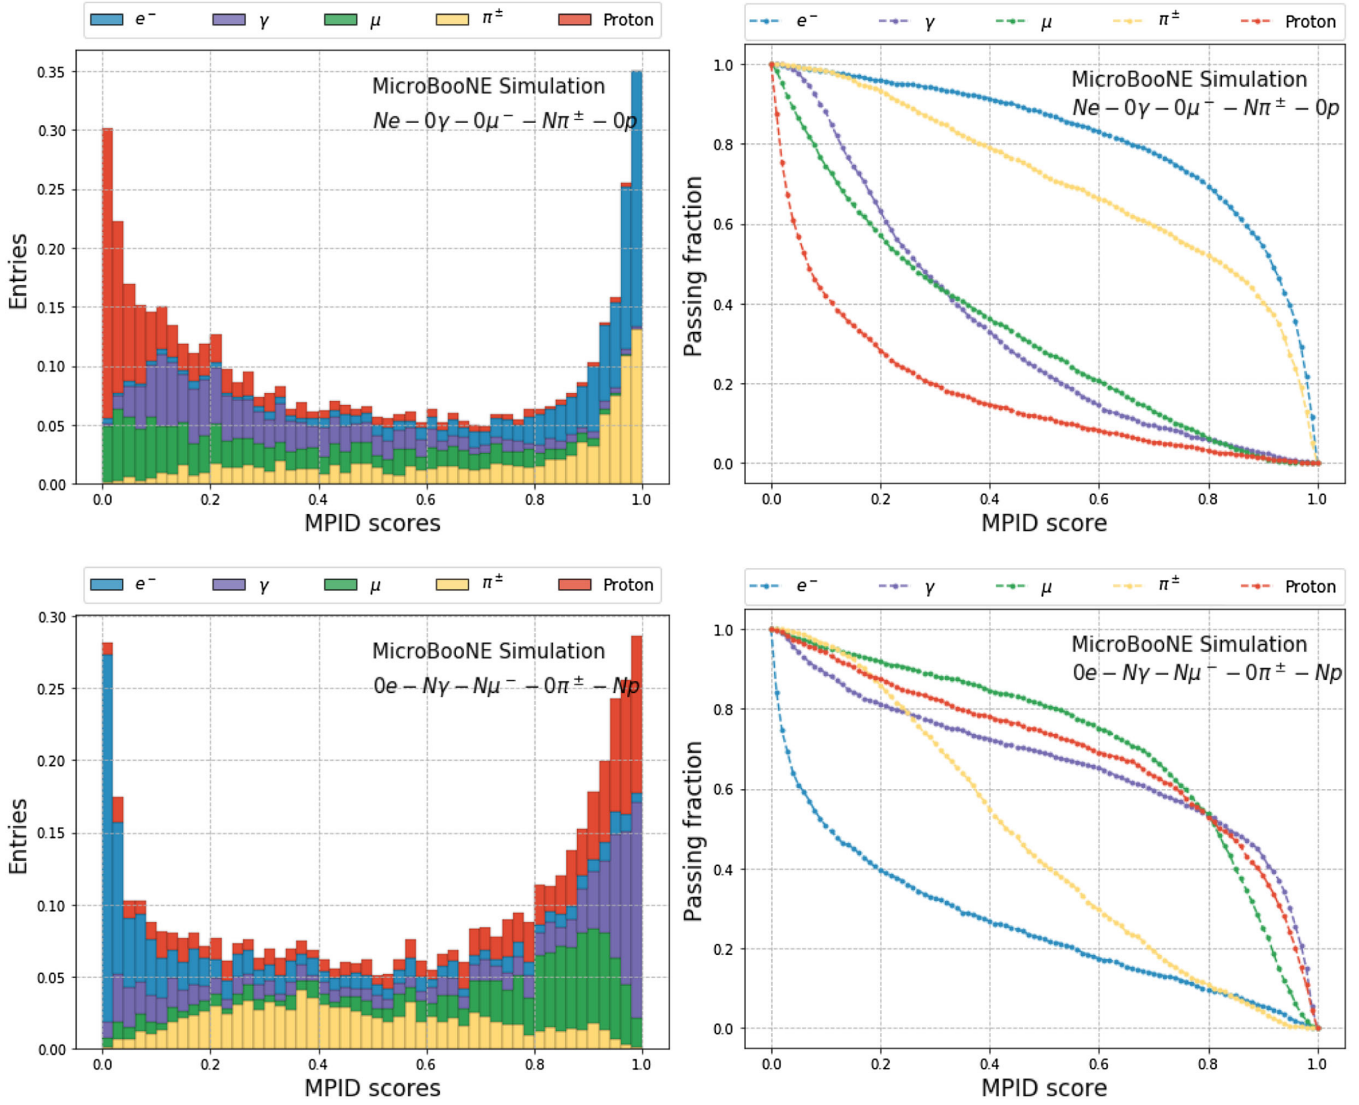 e⁻ γ μ π± Proton
MicroBooNE Simulation
Ne − 0γ − 0μ⁻ − Nπ± − 0p
Entries
0.35
0.30
0.25
0.20
0.15
0.10
0.05
0.00
0.0 0.2 0.4 0.6 0.8 1.0
MPID scores
e⁻ γ μ π± Proton
MicroBooNE Simulation
Ne − 0γ − 0μ⁻ − Nπ± − 0p
Passing fraction
1.0
0.8
0.6
0.4
0.2
0.0
0.0 0.2 0.4 0.6 0.8 1.0
MPID score
e⁻ γ μ π± Proton
MicroBooNE Simulation
0e − Nγ − Nμ⁻ − 0π± − Np
Entries
0.30
0.25
0.20
0.15
0.10
0.05
0.00
0.0 0.2 0.4 0.6 0.8 1.0
MPID scores
e⁻ γ μ π± Proton
MicroBooNE Simulation
0e − Nγ − Nμ⁻ − 0π± − Np
Passing fraction
1.0
0.8
0.6
0.4
0.2
0.0
0.0 0.2 0.4 0.6 0.8 1.0
MPID score